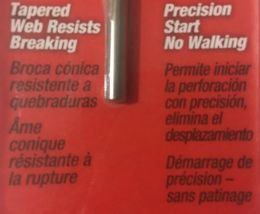 Tapered
Web Resists
Breaking
Broca cónica
resistente a
quebraduras
Âme
conique
résistante à
la rupture
Precision
Start
No Walking
Permite iniciar
la perforación
con precisión,
elimina el
desplazamiento
Démarrage de
précision –
sans patinage